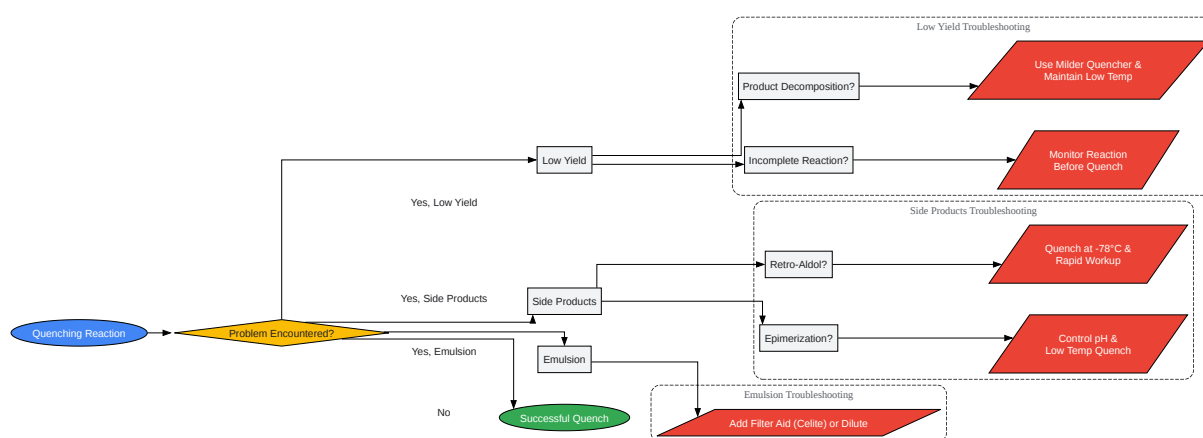 Low Yield Troubleshooting
Use Milder Quencher &
Maintain Low Temp
Product Decomposition?
Low Yield
Incomplete Reaction?
Monitor Reaction
Before Quench
Yes, Low Yield
Side Products Troubleshooting
Quench at -78°C &
Rapid Workup
Retro-Aldol?
Yes, Side Products
Side Products
Quenching Reaction
Problem Encountered?
Epimerization?
Control pH &
Low Temp Quench
Yes, Emulsion
Emulsion
Emulsion Troubleshooting
No
Successful Quench
Add Filter Aid (Celite) or Dilute